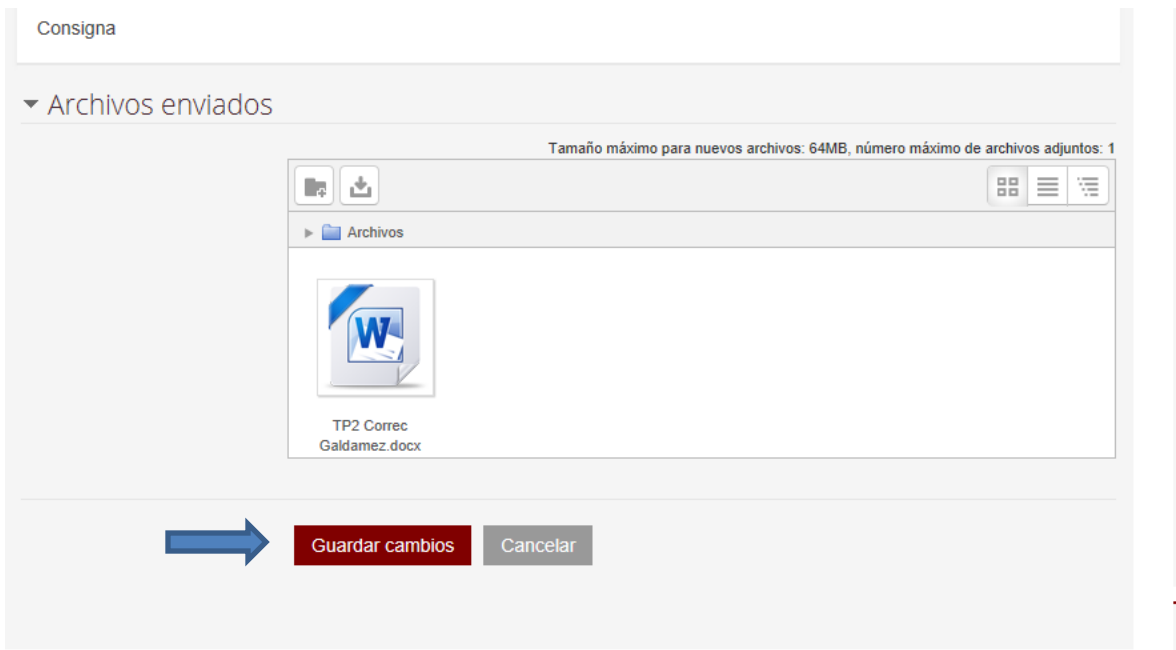 Consigna
Archivos enviados
Tamaño máximo para nuevos archivos: 64MB, número máximo de archivos adjuntos: 1
Archivos
W
TP2 Correc
Galdamez.docx
Guardar cambios
Cancelar